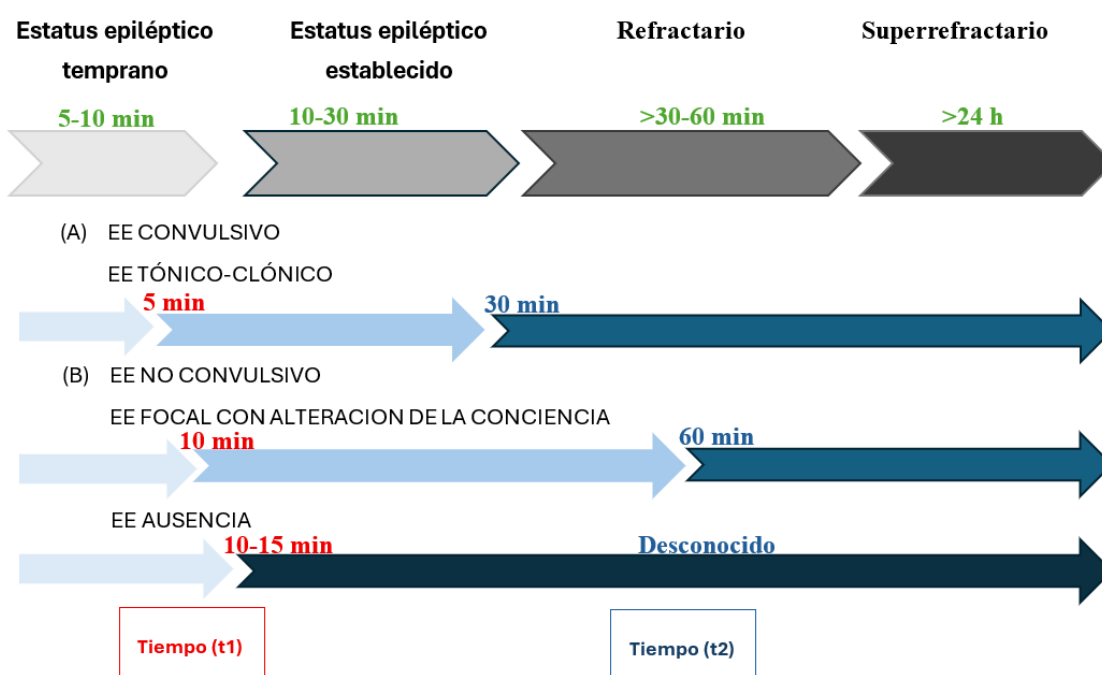 Estatus epiléptico
temprano
Estatus epiléptico
establecido
Refractario
Superrefractario
5-10 min
10-30 min
>30-60 min
>24 h
(A) EE CONVULSIVO
EE TÓNICO-CLÓNICO
5 min
30 min
(B) EE NO CONVULSIVO
EE FOCAL CON ALTERACION DE LA CONCIENCIA
10 min
60 min
EE AUSENCIA
10-15 min
Desconocido
Tiempo (t1)
Tiempo (t2)